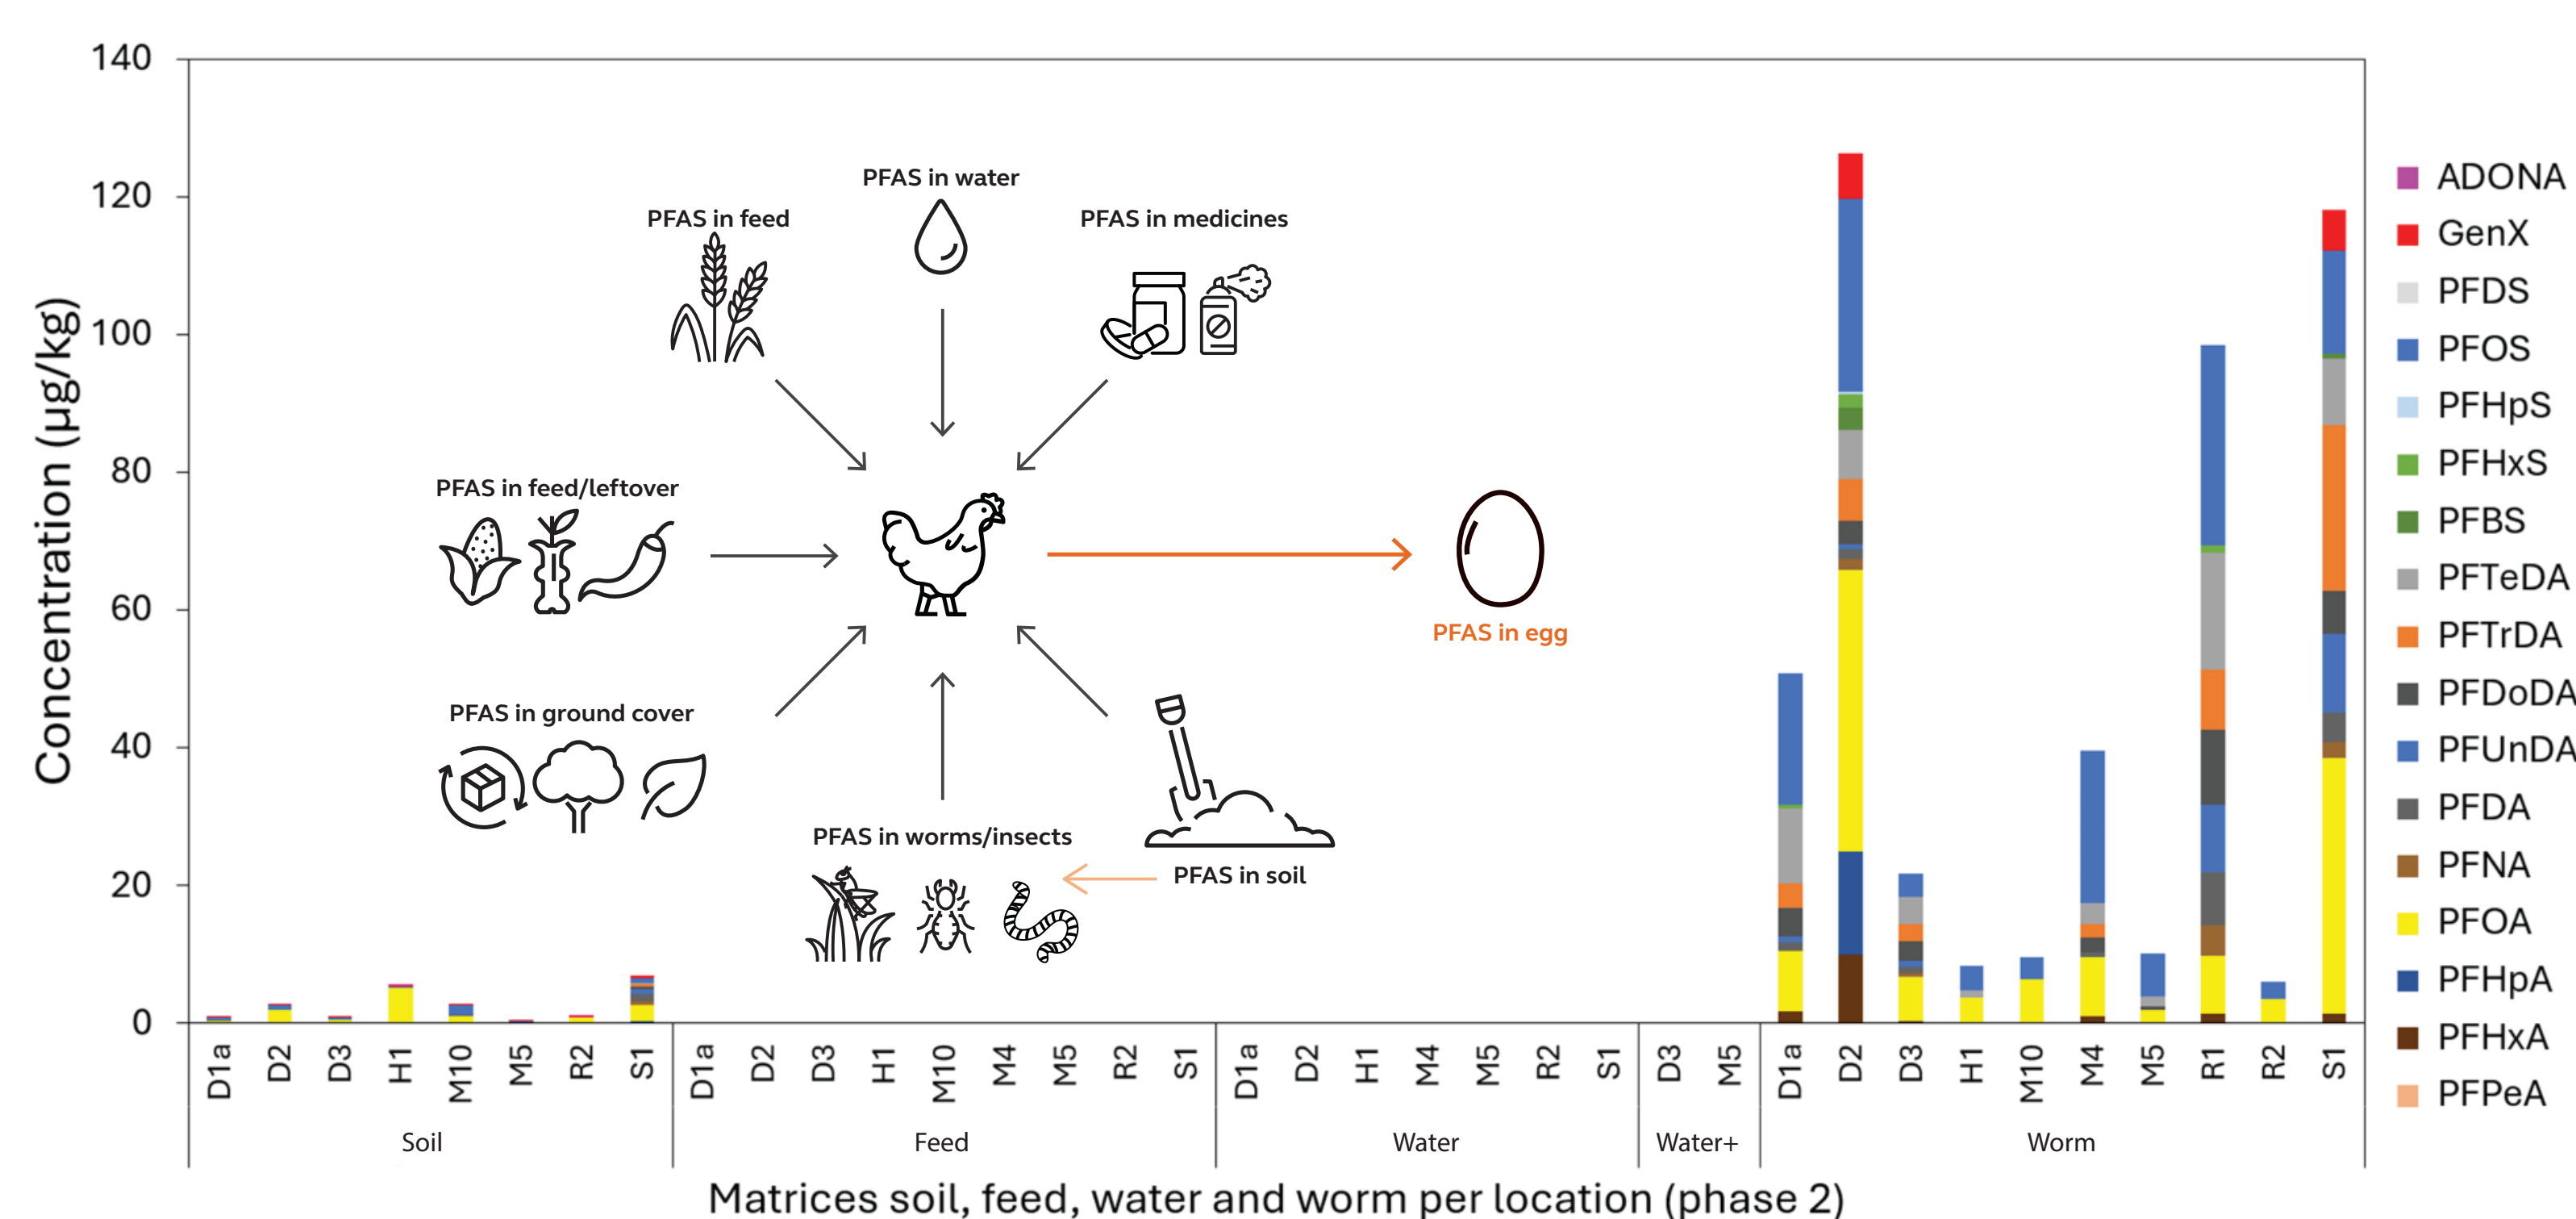 Concentration (µg/kg)
140
120
100
80
60
40
20
0
PFAS in water
PFAS in feed
PFAS in medicines
PFAS in feed/leftover
PFAS in egg
PFAS in ground cover
PFAS in worms/insects
PFAS in soil
ADONA
GenX
PFDS
PFOS
PFHpS
PFHxS
PFBS
PFTeDA
PFTrDA
PFDoDA
PFUnDA
PFDA
PFNA
PFOA
PFHpA
PFHxA
PFPeA
D1a D2 D3 H1 M10 M5 R2 S1 D1a D2 D3 H1 M10 M4 M5 R2 S1 D1a D2 H1 M4 M5 R2 S1 D3 M5 D1a D2 D3 H1 M10 M4 M5 R1 R2 S1
Soil Feed Water Water+ Worm
Matrices soil, feed, water and worm per location (phase 2)